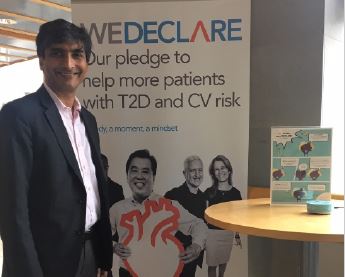 WEDECLARE
Our pledge to
help more patients
with T2D and CV risk
a moment, a mindset